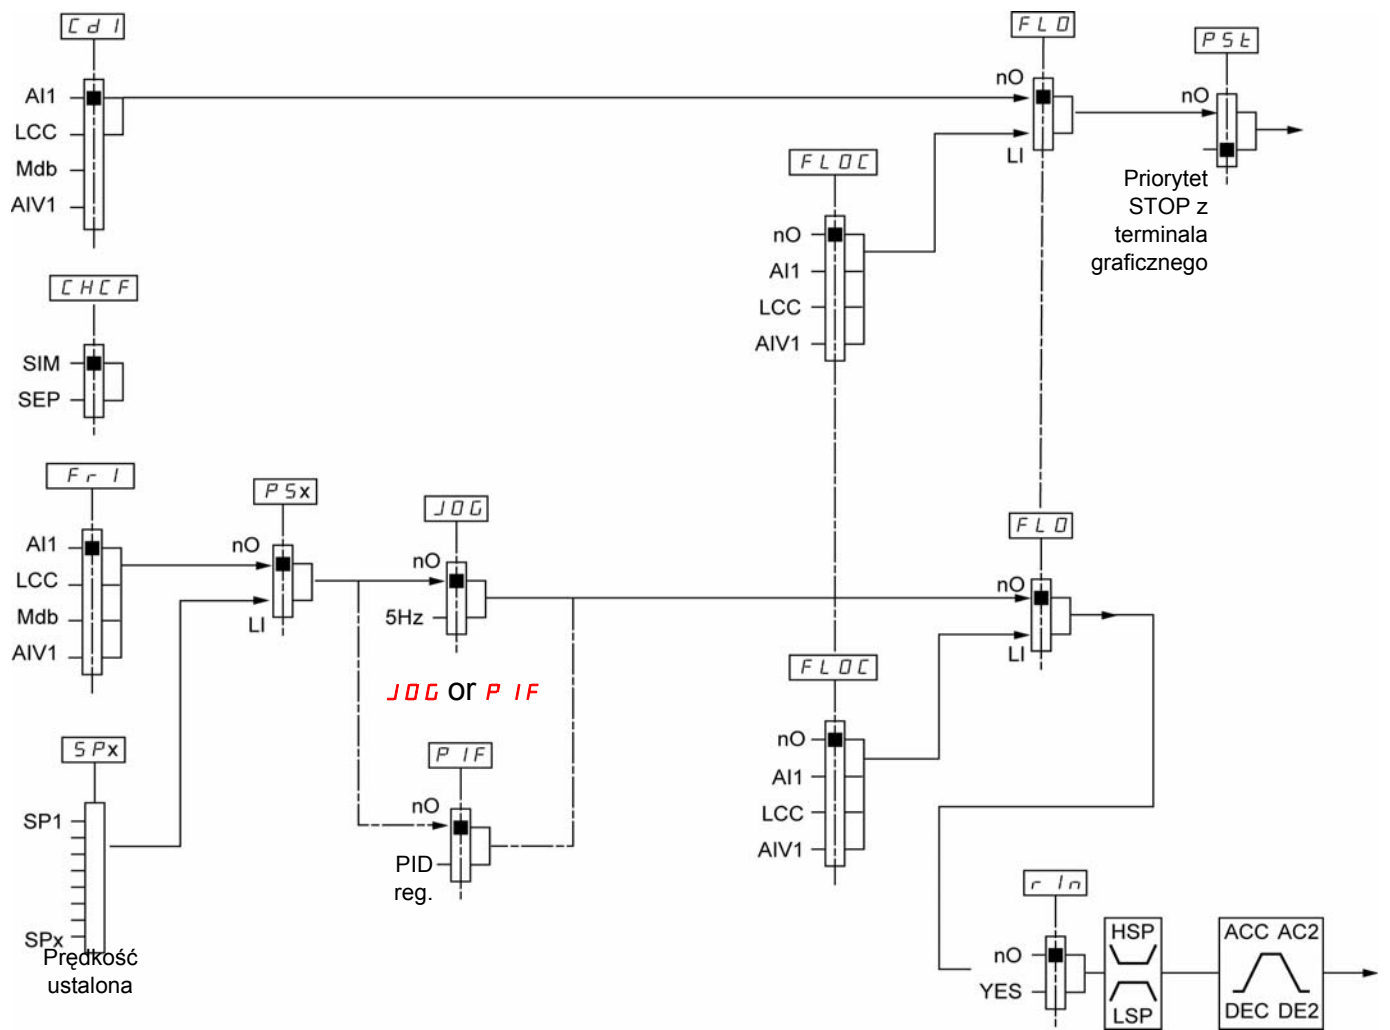 Cd1
AI1
LCC
Mdb
AIV1
FLO
nO
LI
PSt
nO
Priorytet
STOP z
terminala
graficznego
FLOC
nO
AI1
LCC
AIV1
CHCF
SIM
SEP
Fr1
AI1
LCC
Mdb
AIV1
PSx
nO
LI
JOG
nO
5Hz
JOG or PIF
PIF
nO
PID
reg.
SPx
SP1
SPx
Prędkość
ustalona
FLO
nO
LI
FLOC
nO
AI1
LCC
AIV1
rIn
nO
YES
HSP
LSP
ACC AC2
DEC DE2